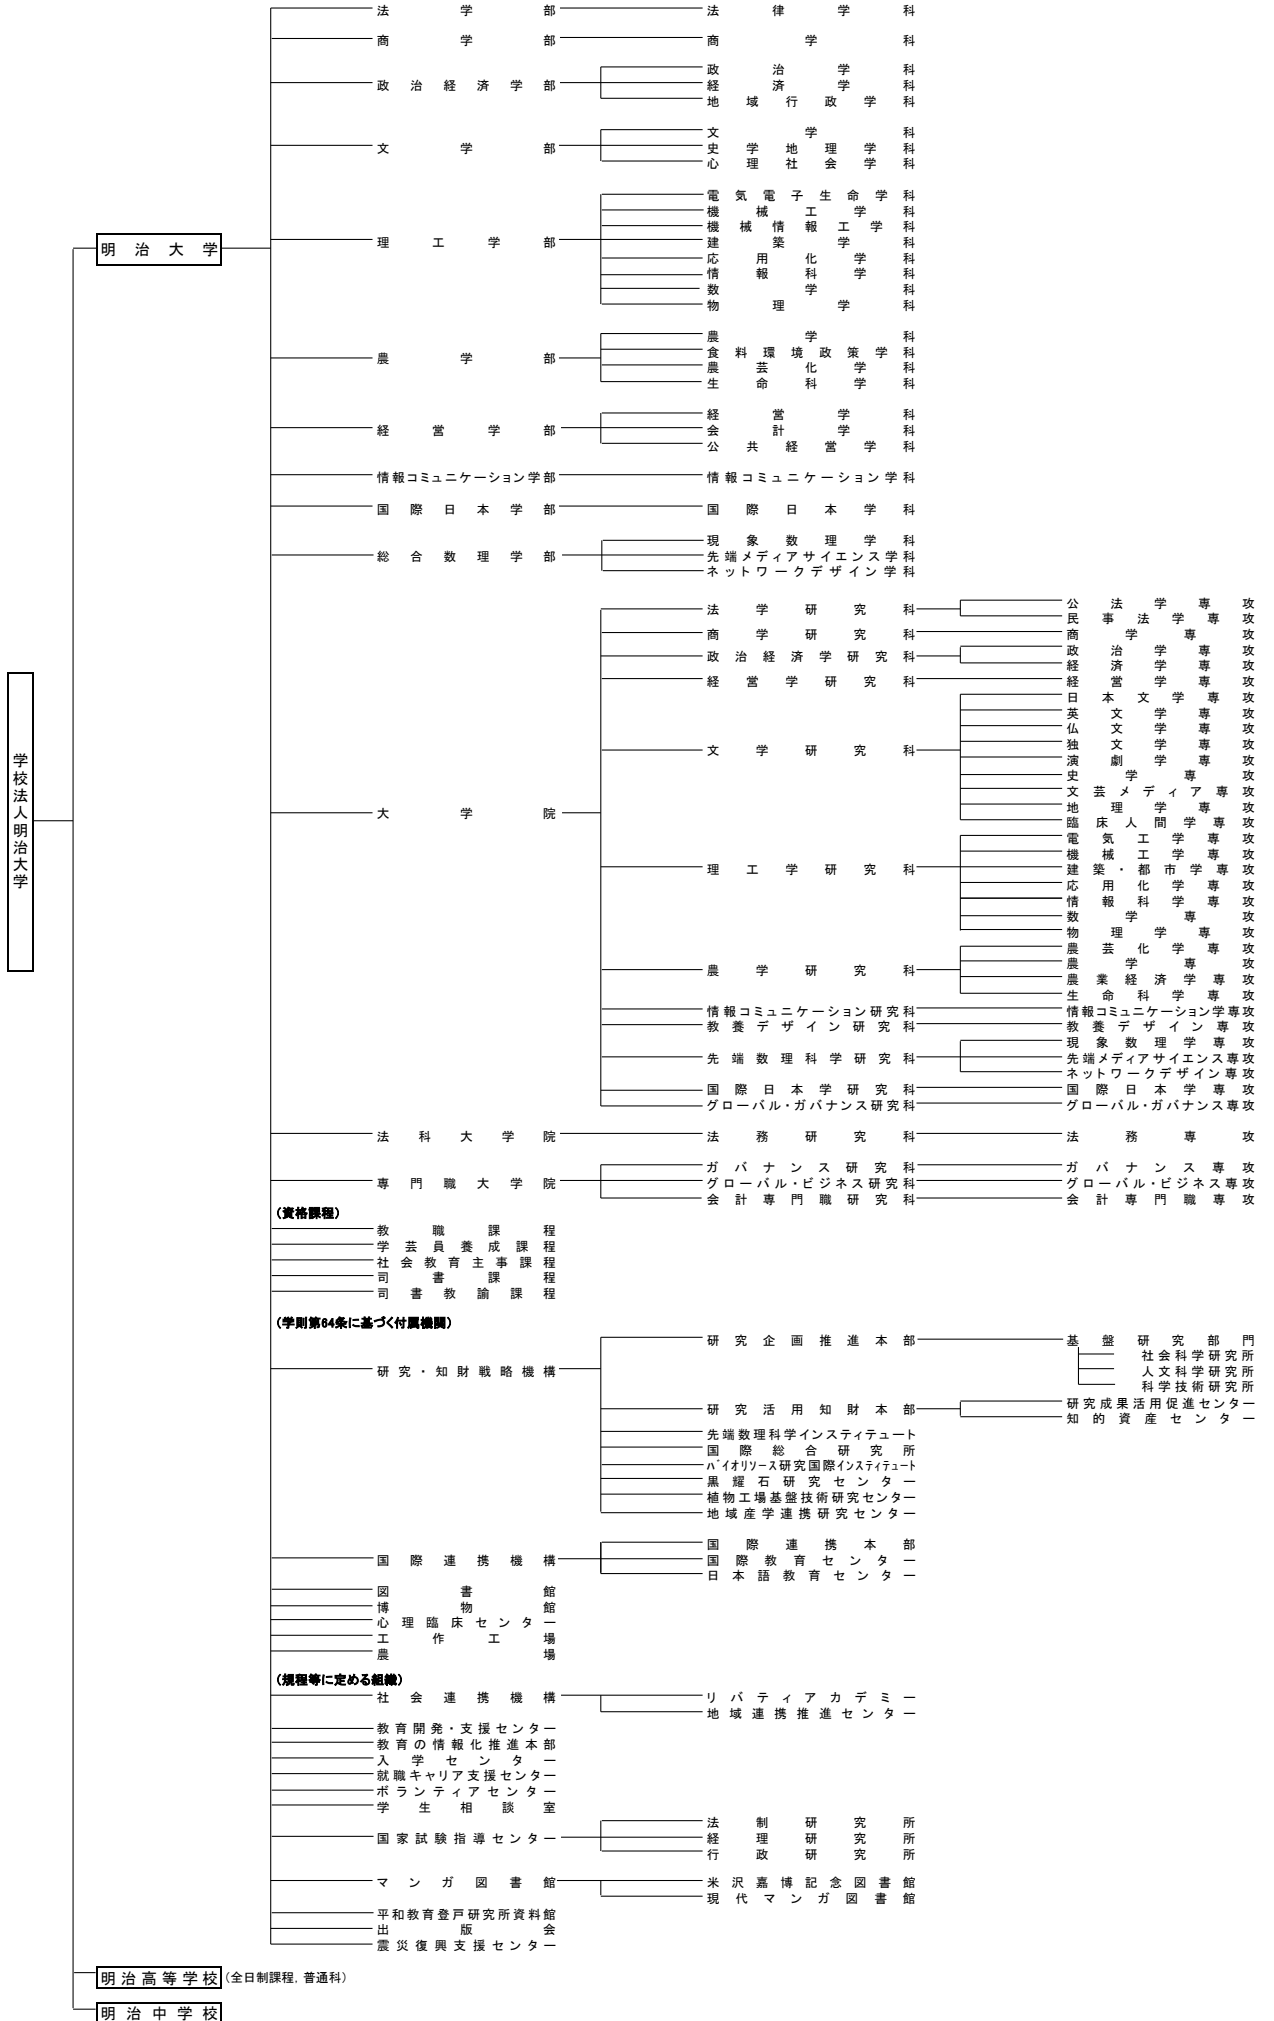 法学部 法律学科
商学部 商学科
政治経済学部 政治学科
経済学科
地域行政学科
文学部 文学科
史学地理学科
心理社会学科
明治大学
理工学部 電気電子生命学科
機械工学科
機械情報工学科
建築学科
応用化学科
情報科学科
数学科
物理学科
農学部 農学科
食料環境政策学科
農芸化学科
生命科学科
経営学部 経営学科
会計学科
公共経営学科
情報コミュニケーション学部 情報コミュニケーション学科
国際日本学部 国際日本学科
総合数理学部 現象数理学科
先端メディアサイエンス学科
ネットワークデザイン学科
学校法人明治大学
大学院 法学研究科 公法学専攻
民事法学専攻
商学研究科 商学専攻
政治経済学研究科 政治学専攻
経済学専攻
経営学研究科 経営学専攻
文学研究科 日本文学専攻
英文学専攻
仏文学専攻
独文学専攻
演劇学専攻
史学専攻
文芸メディア専攻
地理学専攻
臨床人間学専攻
理工学研究科 電気工学専攻
機械工学専攻
建築・都市学専攻
応用化学専攻
情報科学専攻
数学専攻
物理学専攻
農学研究科 農芸化学専攻
農学専攻
農業経済学専攻
生命科学専攻
情報コミュニケーション研究科 情報コミュニケーション学専攻
教養デザイン研究科 教養デザイン専攻
先端数理科学研究科 現象数理学専攻
先端メディアサイエンス専攻
ネットワークデザイン専攻
国際日本学研究科 国際日本学専攻
グローバル・ガバナンス研究科 グローバル・ガバナンス専攻
法科大学院 法務研究科 法務専攻
専門職大学院 ガバナンス研究科 ガバナンス専攻
グローバル・ビジネス研究科 グローバル・ビジネス専攻
会計専門職研究科 会計専門職専攻
(資格課程)
教職課程
学芸員養成課程
社会教育主事課程
司書課程
司書教諭課程
(学則第64条に基づく付属機関)
研究・知財戦略機構 研究企画推進本部 基盤研究部門
社会科学研究所
人文科学研究所
科学技術研究所
研究活用知財本部 研究成果活用促進センター
知的資産センター
先端数理科学インスティテュート
国際総合研究所
バイオリソース研究国際インスティテュート
黒耀石研究センター
植物工場基盤技術研究センター
地域産学連携研究センター
国際連携機構 国際連携本部
国際教育センター
日本語教育センター
図書館
博物館
心理臨床センター
工作工場
農場
(規程等に定める組織)
社会連携機構 リバティアカデミー
地域連携推進センター
教育開発・支援センター
教育の情報化推進本部
入学センター
就職キャリア支援センター
ボランティアセンター
学生相談室
国家試験指導センター 法制研究所
経理研究所
行政研究所
マンガ図書館 米沢嘉博記念図書館
現代マンガ図書館
平和教育登戸研究所資料館
出版会
震災復興支援センター
明治高等学校 (全日制課程, 普通科)
明治中学校